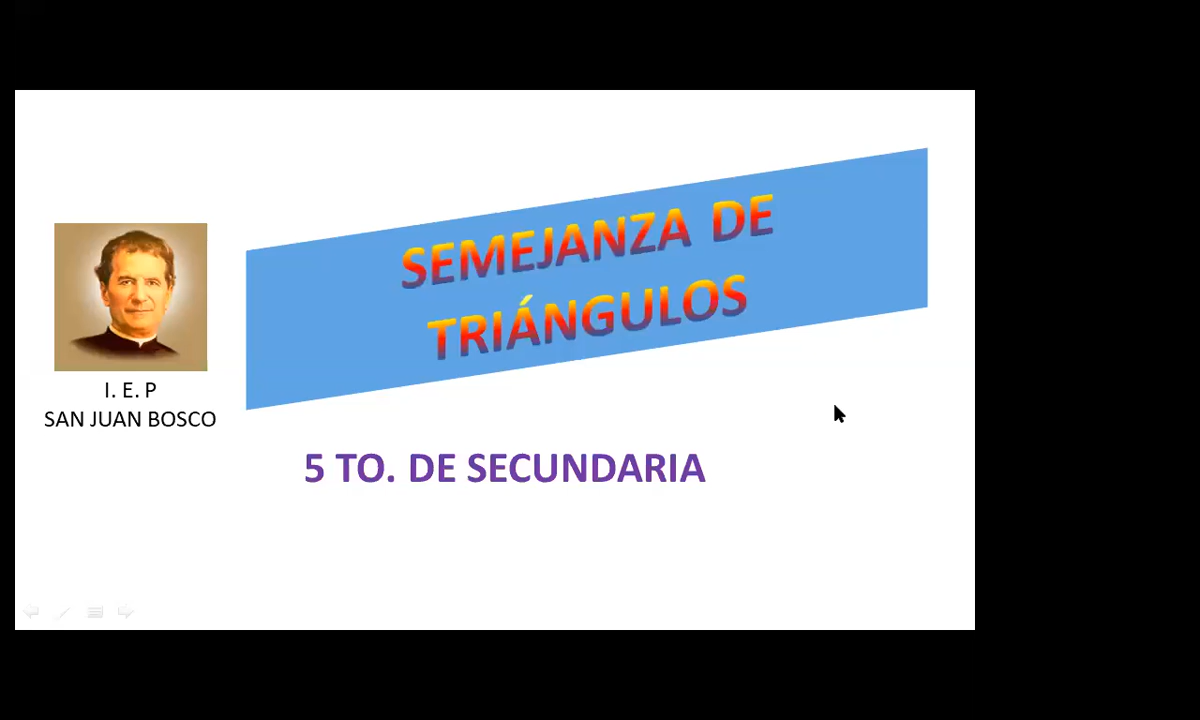 SEMEJANZA DE
TRIÁNGULOS
I. E. P
SAN JUAN BOSCO
5 TO. DE SECUNDARIA